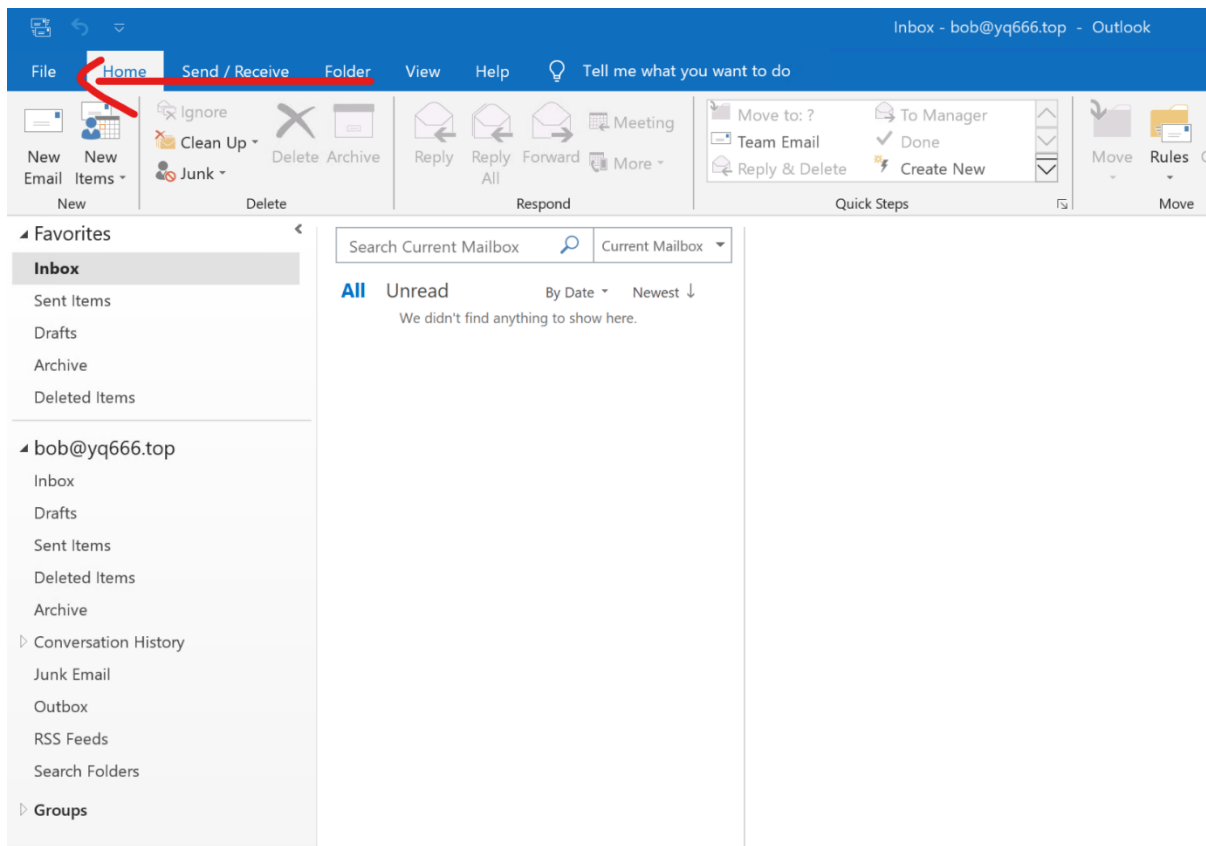 Inbox - bob@yq666.top - Outlook
File Home Send / Receive Folder View Help Tell me what you want to do
New Email
New Items
New
Ignore
Clean Up
Junk
Delete
Archive
Delete
Reply
Reply All
Forward
Meeting
More
Respond
Move to: ?
Team Email
Reply & Delete
To Manager
Done
Create New
Quick Steps
Move
Rules
Move
Favorites
Inbox
Sent Items
Drafts
Archive
Deleted Items
bob@yq666.top
Inbox
Drafts
Sent Items
Deleted Items
Archive
Conversation History
Junk Email
Outbox
RSS Feeds
Search Folders
Groups
Search Current Mailbox Current Mailbox
All Unread By Date Newest ↓
We didn't find anything to show here.